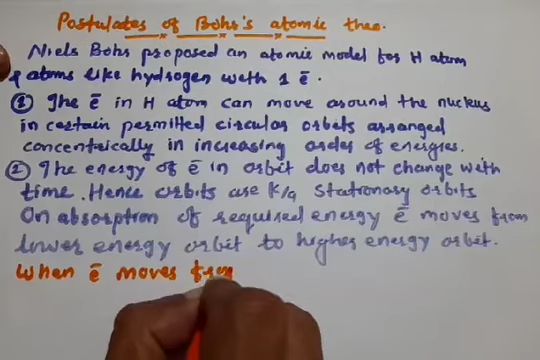 Postulates of Bohr's atomic theo.
Niels Bohr proposed an atomic model for H atom
& atoms like hydrogen with 1 ē.
① The ē in H atom can move around the nucleus
in certain permitted circular orbits arranged
concentrically in increasing order of energies.
② The energy of ē in orbit does not change with
time. Hence orbits are K/a Stationary orbits
On absorption of required energy ē moves from
lower energy orbit to higher energy orbit.
When ē moves from